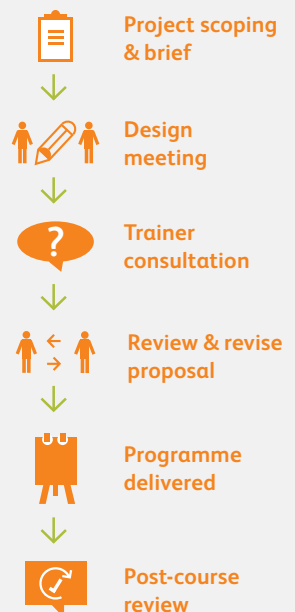 Project scoping
& brief
Design
meeting
?
Trainer
consultation
Review & revise
proposal
Programme
delivered
Post-course
review